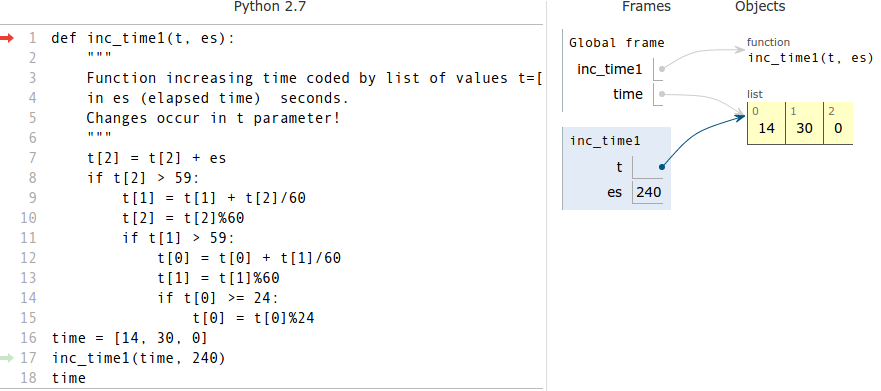 Python 2.7
1 def inc_time1(t, es):
2     """
3     Function increasing time coded by list of values t=[
4     in es (elapsed time)  seconds.
5     Changes occur in t parameter!
6     """
7     t[2] = t[2] + es
8     if t[2] > 59:
9         t[1] = t[1] + t[2]/60
10         t[2] = t[2]%60
11         if t[1] > 59:
12             t[0] = t[0] + t[1]/60
13             t[1] = t[1]%60
14             if t[0] >= 24:
15                 t[0] = t[0]%24
16 time = [14, 30, 0]
17 inc_time1(time, 240)
18 time
Frames
Objects
Global frame
inc_time1
time
function
inc_time1(t, es)
list
0 1 2
14 30 0
inc_time1
t
es 240